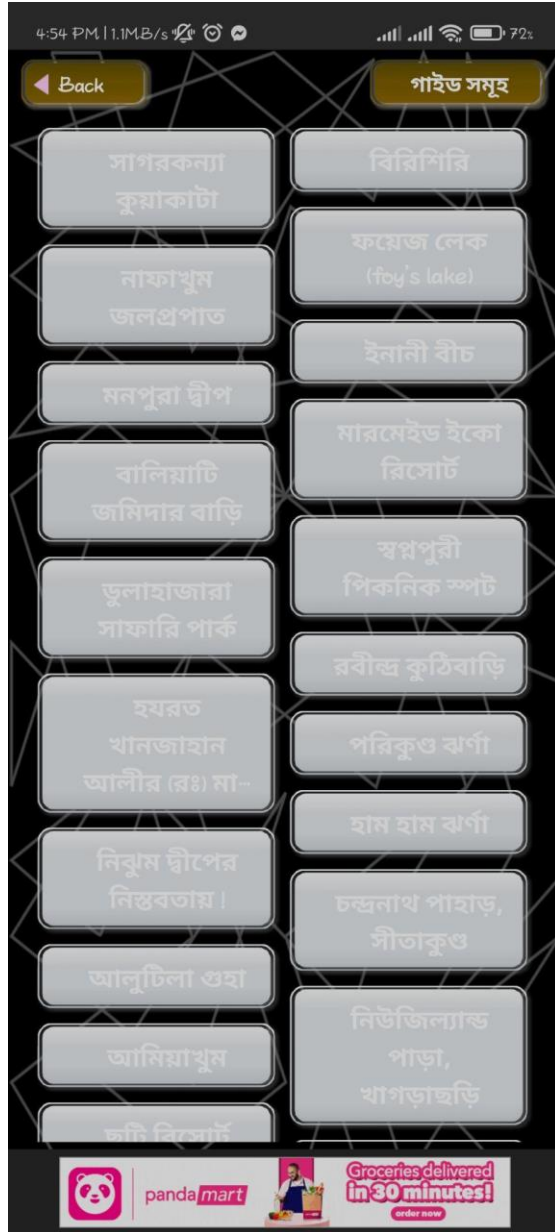 4:54 PM | 1.1MB/s
72%
Back
গাইড সমূহ
সাগরকন্যা
কুয়াকাটা
নাফাখুম
জলপ্রপাত
মনপুরা দ্বীপ
বালিয়াটি
জমিদার বাড়ি
ডুলাহাজারা
সাফারি পার্ক
হযরত
খানজাহান
আলীর (রঃ) মা-
নিঝুম দ্বীপের
নিস্তবতায়।
আলুটিলা গুহা
আমিয়াখুম
ছুটি রিসোর্ট
বিরিশিরি
ফয়েজ লেক
(foy's lake)
ইনানী বীচ
মারমেইড ইকো
রিসোর্ট
স্বপ্নপুরী
পিকনিক স্পট
রবীন্দ্র কুঠিবাড়ি
পরিকুণ্ড ঝর্ণা
হাম হাম ঝর্ণা
চন্দ্রনাথ পাহাড়,
সীতাকুণ্ড
নিউজিল্যান্ড
পাড়া,
খাগড়াছড়ি
pandamart
Groceries delivered
in 30 minutes!
order now